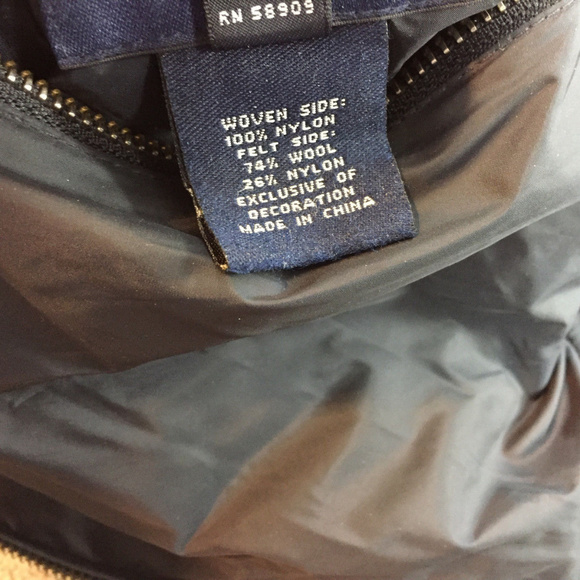 RN 58909
WOVEN SIDE:
100% NYLON
FELT SIDE:
74% WOOL
26% NYLON
EXCLUSIVE OF
DECORATION
MADE IN CHINA